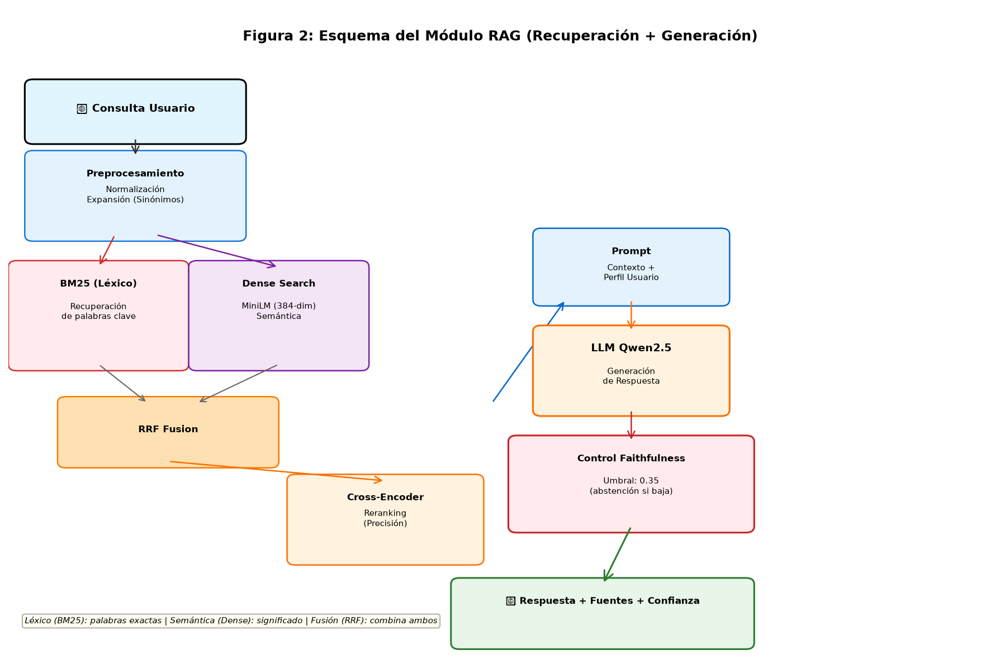 Figura 2: Esquema del Módulo RAG (Recuperación + Generación)
Consulta Usuario
Preprocesamiento
Normalización
Expansión (Sinónimos)
BM25 (Léxico)
Recuperación
de palabras clave
Dense Search
MiniLM (384-dim)
Semántica
RRF Fusion
Cross-Encoder
Reranking
(Precisión)
Prompt
Contexto +
Perfil Usuario
LLM Qwen2.5
Generación
de Respuesta
Control Faithfulness
Umbral: 0.35
(abstención si baja)
Respuesta + Fuentes + Confianza
Léxico (BM25): palabras exactas | Semántica (Dense): significado | Fusión (RRF): combina ambos